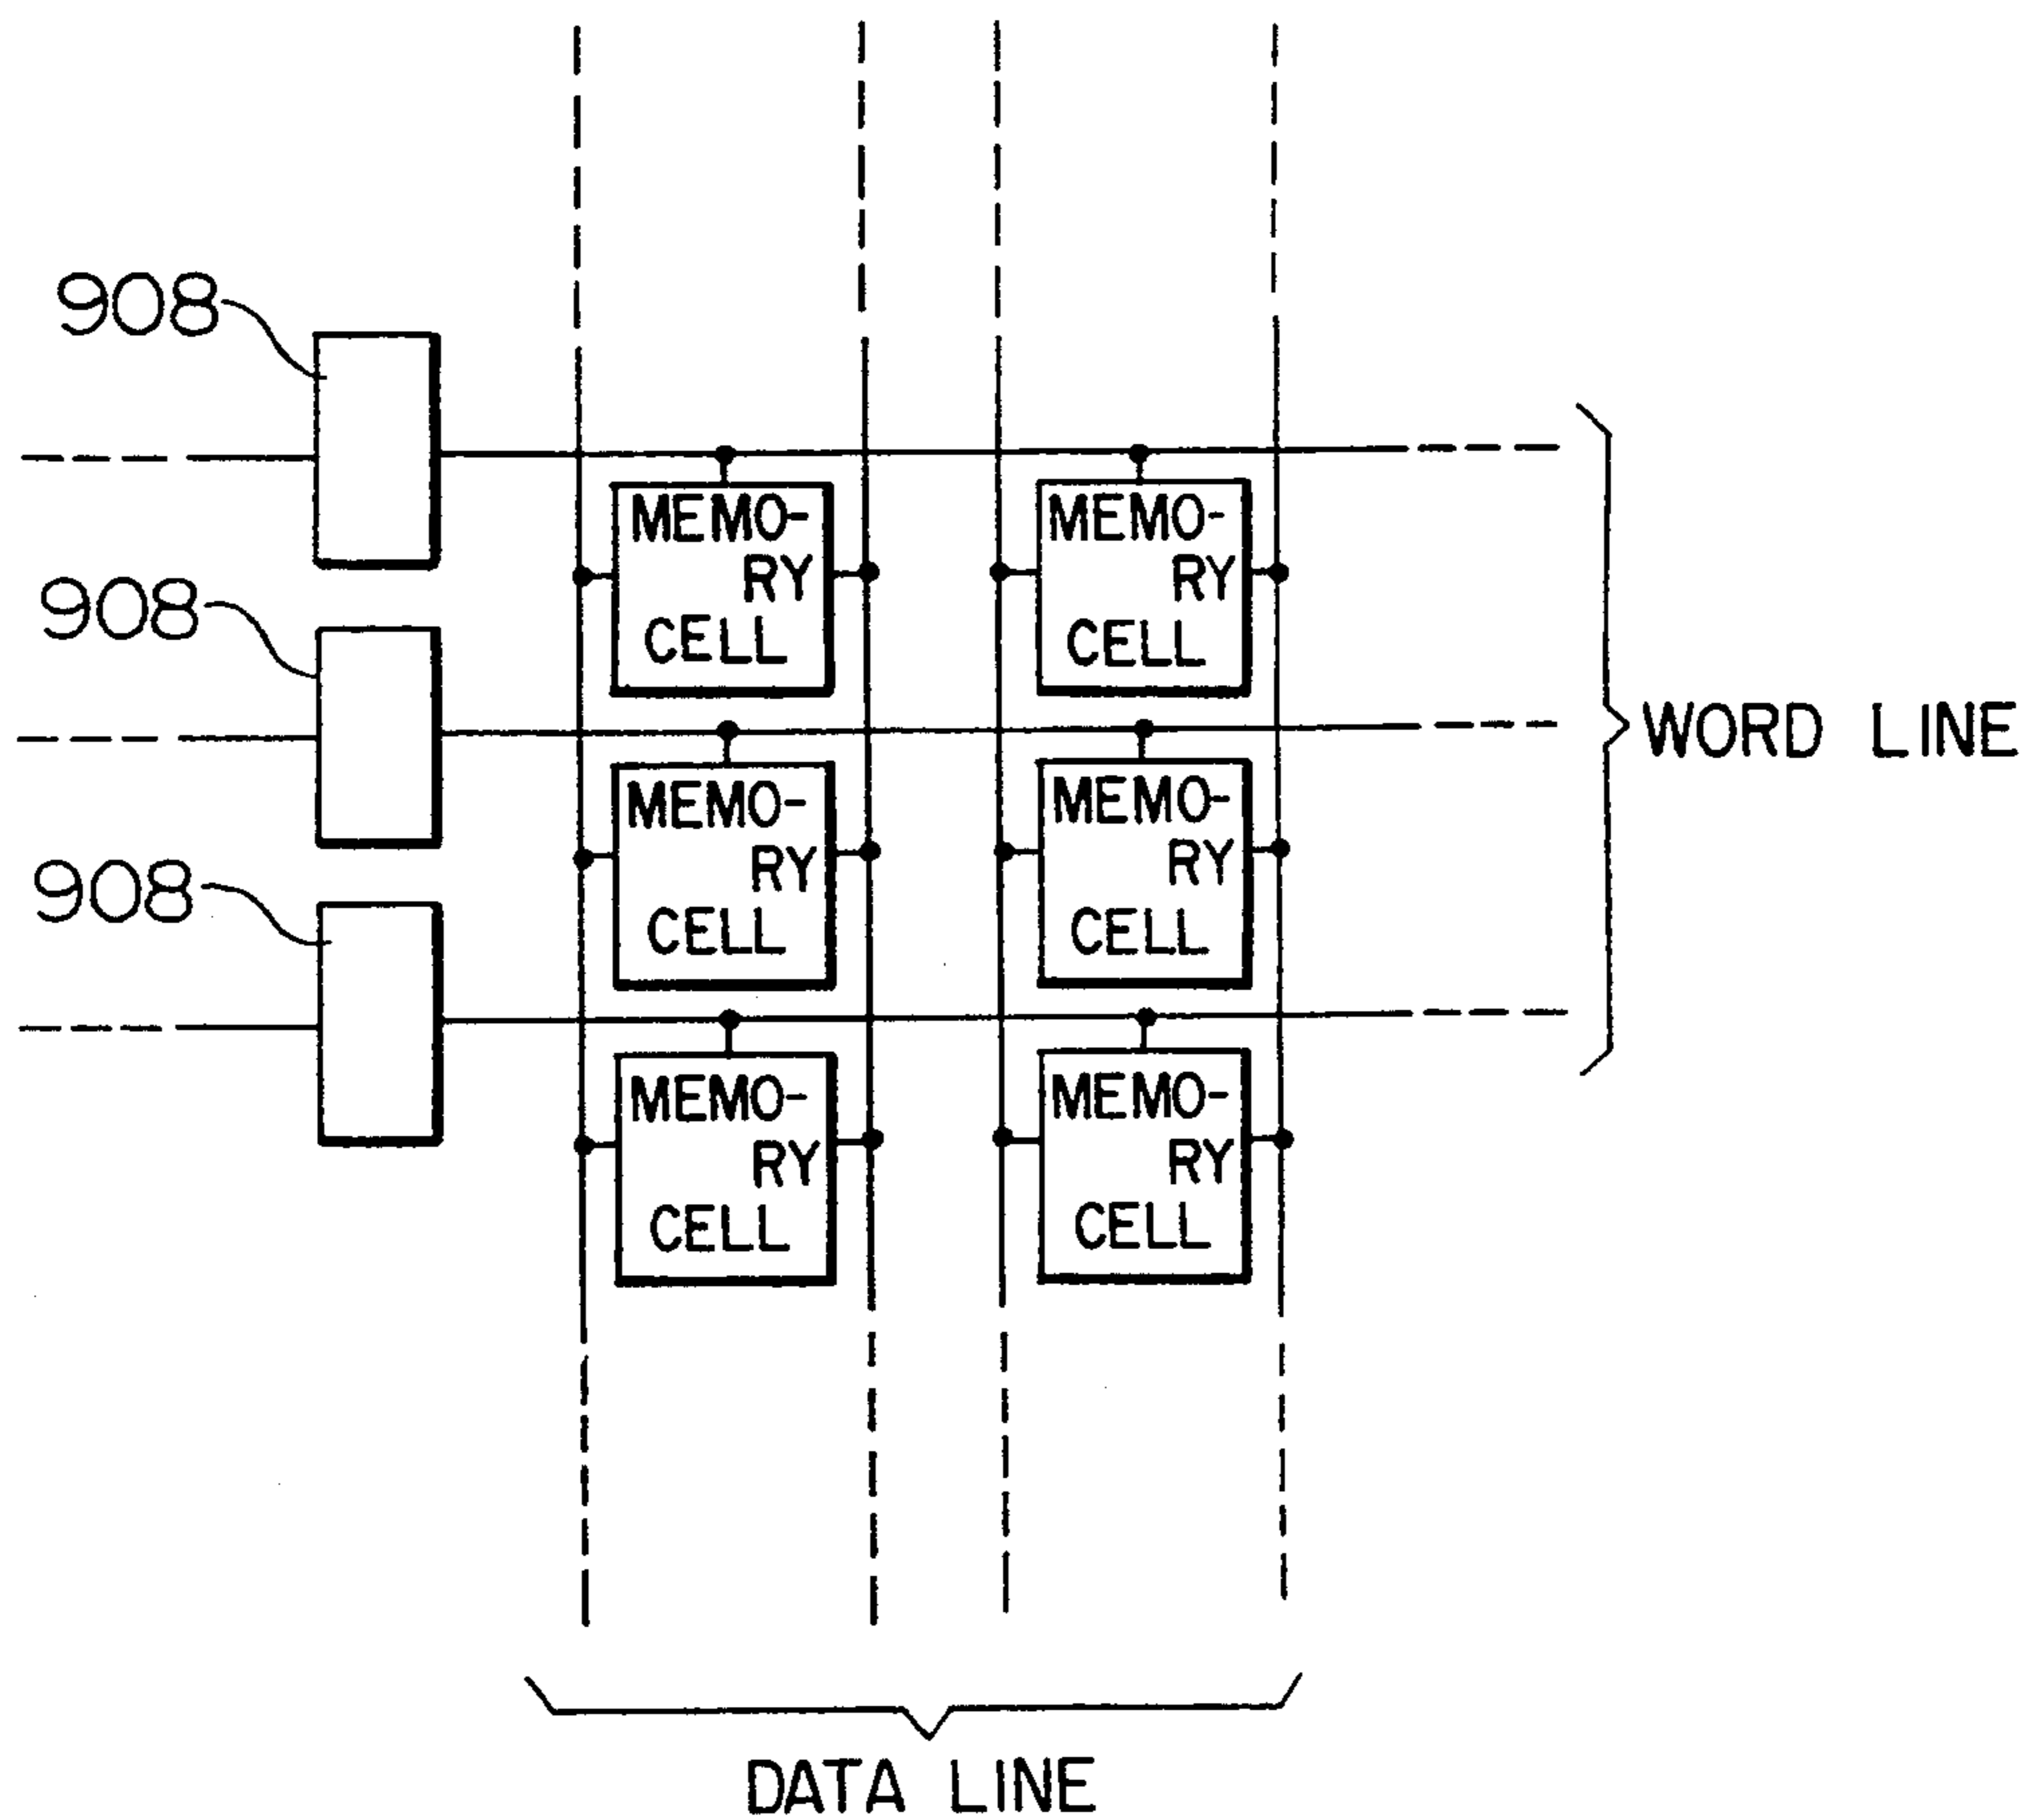 908
MEMO-
RY
CELL
MEMO-
RY
CELL
908
WORD LINE
MEMO-
RY
CELL
MEMO-
RY
CELL
908
MEMO-
RY
CELL
MEMO-
RY
CELL
DATA LINE